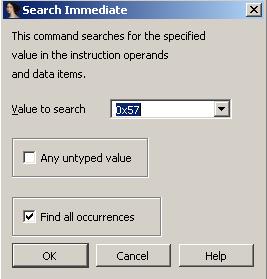 Search Immediate
This command searches for the specified
value in the instruction operands
and data items.
Value to search 0x57
Any untyped value
Find all occurrences
OK Cancel Help